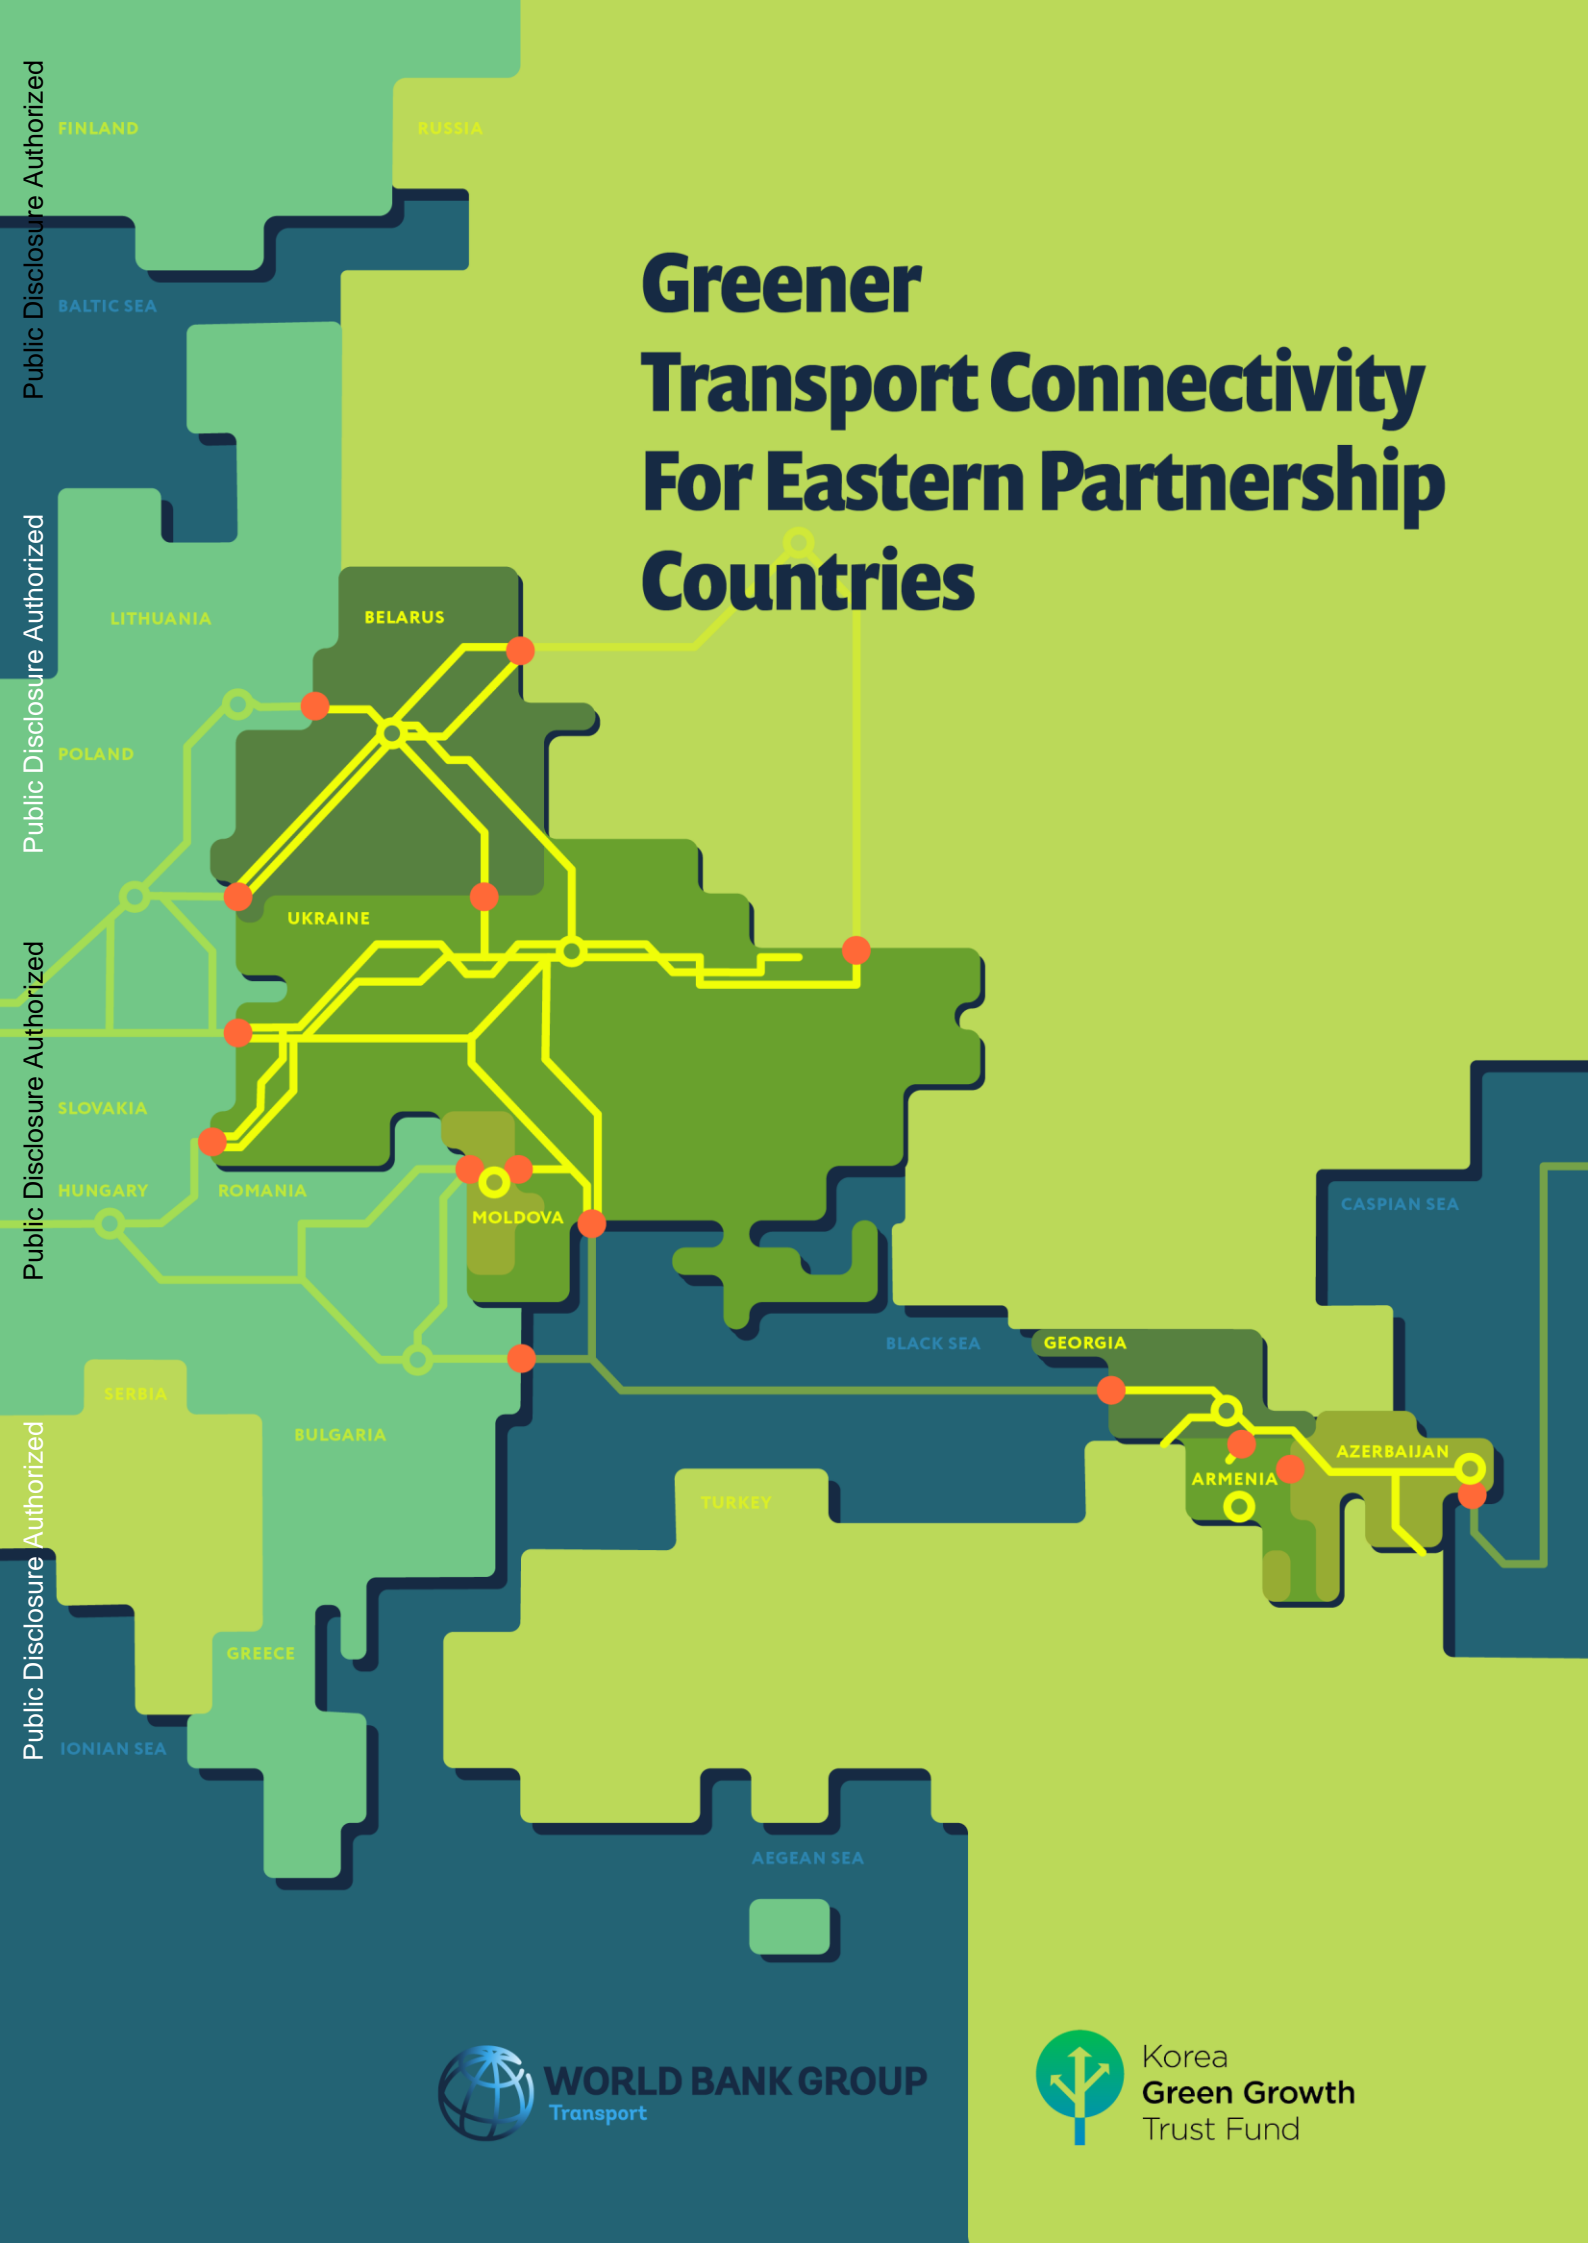 Public Disclosure Authorized
Public Disclosure Authorized
Public Disclosure Authorized
Public Disclosure Authorized
FINLAND
RUSSIA
Greener
Transport Connectivity
For Eastern Partnership
Countries
BALTIC SEA
LITHUANIA
BELARUS
POLAND
UKRAINE
SLOVAKIA
HUNGARY
ROMANIA
MOLDOVA
CASPIAN SEA
BLACK SEA
GEORGIA
SERBIA
BULGARIA
AZERBAIJAN
ARMENIA
TURKEY
GREECE
IONIAN SEA
AEGEAN SEA
WORLD BANK GROUP
Transport
Korea
Green Growth
Trust Fund